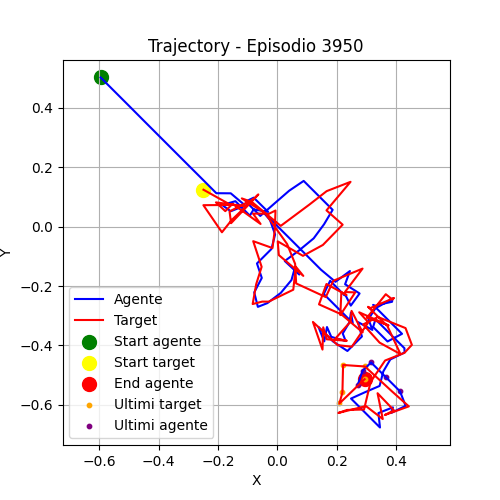 Trajectory - Episodio 3950
Y
0.4
0.2
0.0
−0.2
−0.4
−0.6
Agente
Target
Start agente
Start target
End agente
Ultimi target
Ultimi agente
−0.6
−0.4
−0.2
0.0
0.2
0.4
X